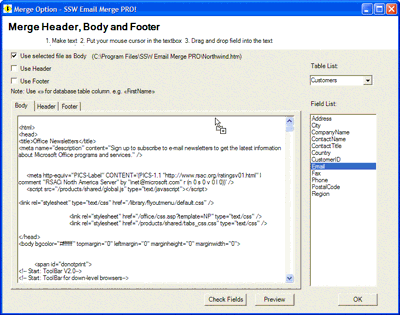 Merge Option - SSW Email Merge PRO!
Merge Header, Body and Footer
1. Make text 2. Put your mouse cursor in the textbox 3. Drag and drop field into the text
Use selected file as Body (C:\Program Files\SSW Email Merge PRO\Northwind.htm)
Use Header
Use Footer
Note: Use «» for database table column. e.g. «FirstName»
Table List:
Customers
Body Header Footer
Field List:
<html>
<head>
<title>Office Newsletters</title>
<meta name="description" content="Sign up to subscribe to e-mail newsletters to get the latest information
about Microsoft Office programs and services." />
<meta http-equiv="PICS-Label" CONTENT='(PICS-1.1 "http://www.rsac.org/ratingsv01.html" l
comment "RSACi North America Server" by "inet@microsoft.com" r (n 0 s 0 v 0 l 0))' />
<script src="/products/shared/global.js" type="text/javascript"></script>
<link rel="stylesheet" type="text/css" href="/library/flyoutmenu/default.css" />
<link rel="stylesheet" href="/office/css.asp?template=NP" type="text/css" />
<link rel="stylesheet" href="/products/shared/tabs_css.css" type="text/css" />
</head>
<body bgcolor="#ffffff" topmargin="0" leftmargin="0" marginheight="0" marginwidth="0">
<span id="donotprint">
<!-- Start: ToolBar V2.0-->
<!-- Start: ToolBar for down-level browsers-->
Address
City
CompanyName
ContactName
ContactTitle
Country
CustomerID
Email
Fax
Phone
PostalCode
Region
Check Fields
Preview
OK